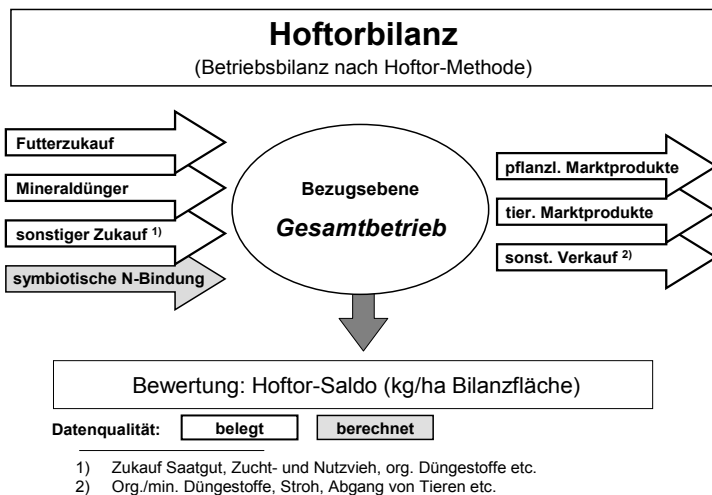 Hoftorbilanz
(Betriebsbilanz nach Hoftor-Methode)
Futterzukauf
Mineraldünger
sonstiger Zukauf 1)
symbiotische N-Bindung
Bezugsebene
Gesamtbetrieb
pflanzl. Marktprodukte
tier. Marktprodukte
sonst. Verkauf 2)
Bewertung: Hoftor-Saldo (kg/ha Bilanzfläche)
Datenqualität: belegt berechnet
1) Zukauf Saatgut, Zucht- und Nutzvieh, org. Düngestoffe etc.
2) Org./min. Düngestoffe, Stroh, Abgang von Tieren etc.